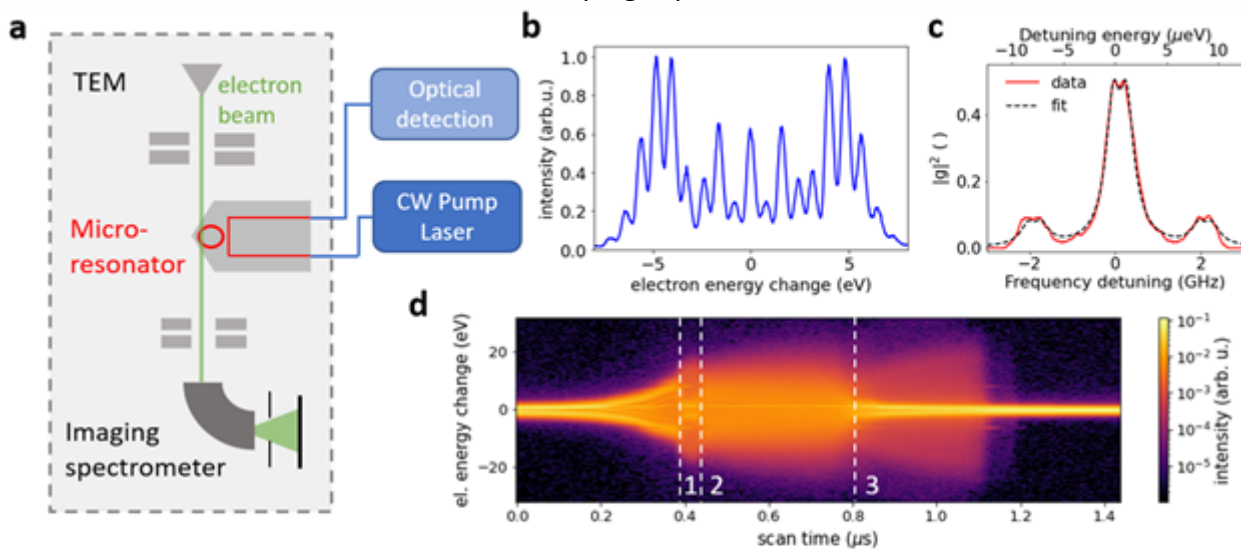 a
TEM
electron
beam
Optical
detection
CW Pump
Laser
Micro-
resonator
Imaging
spectrometer
b
intensity (arb.u.)
1.0
0.8
0.6
0.4
0.2
0.0
−5
0
5
electron energy change (eV)
c
Detuning energy (μeV)
−10
−5
0
5
10
data
fit
|g|² ( )
0.5
0.0
−2
0
2
Frequency detuning (GHz)
d
el. energy change (eV)
20
0
−20
1
2
3
0.0
0.2
0.4
0.6
0.8
1.0
1.2
1.4
scan time (μs)
10⁻¹
10⁻²
10⁻³
10⁻⁴
10⁻⁵
intensity (arb. u.)